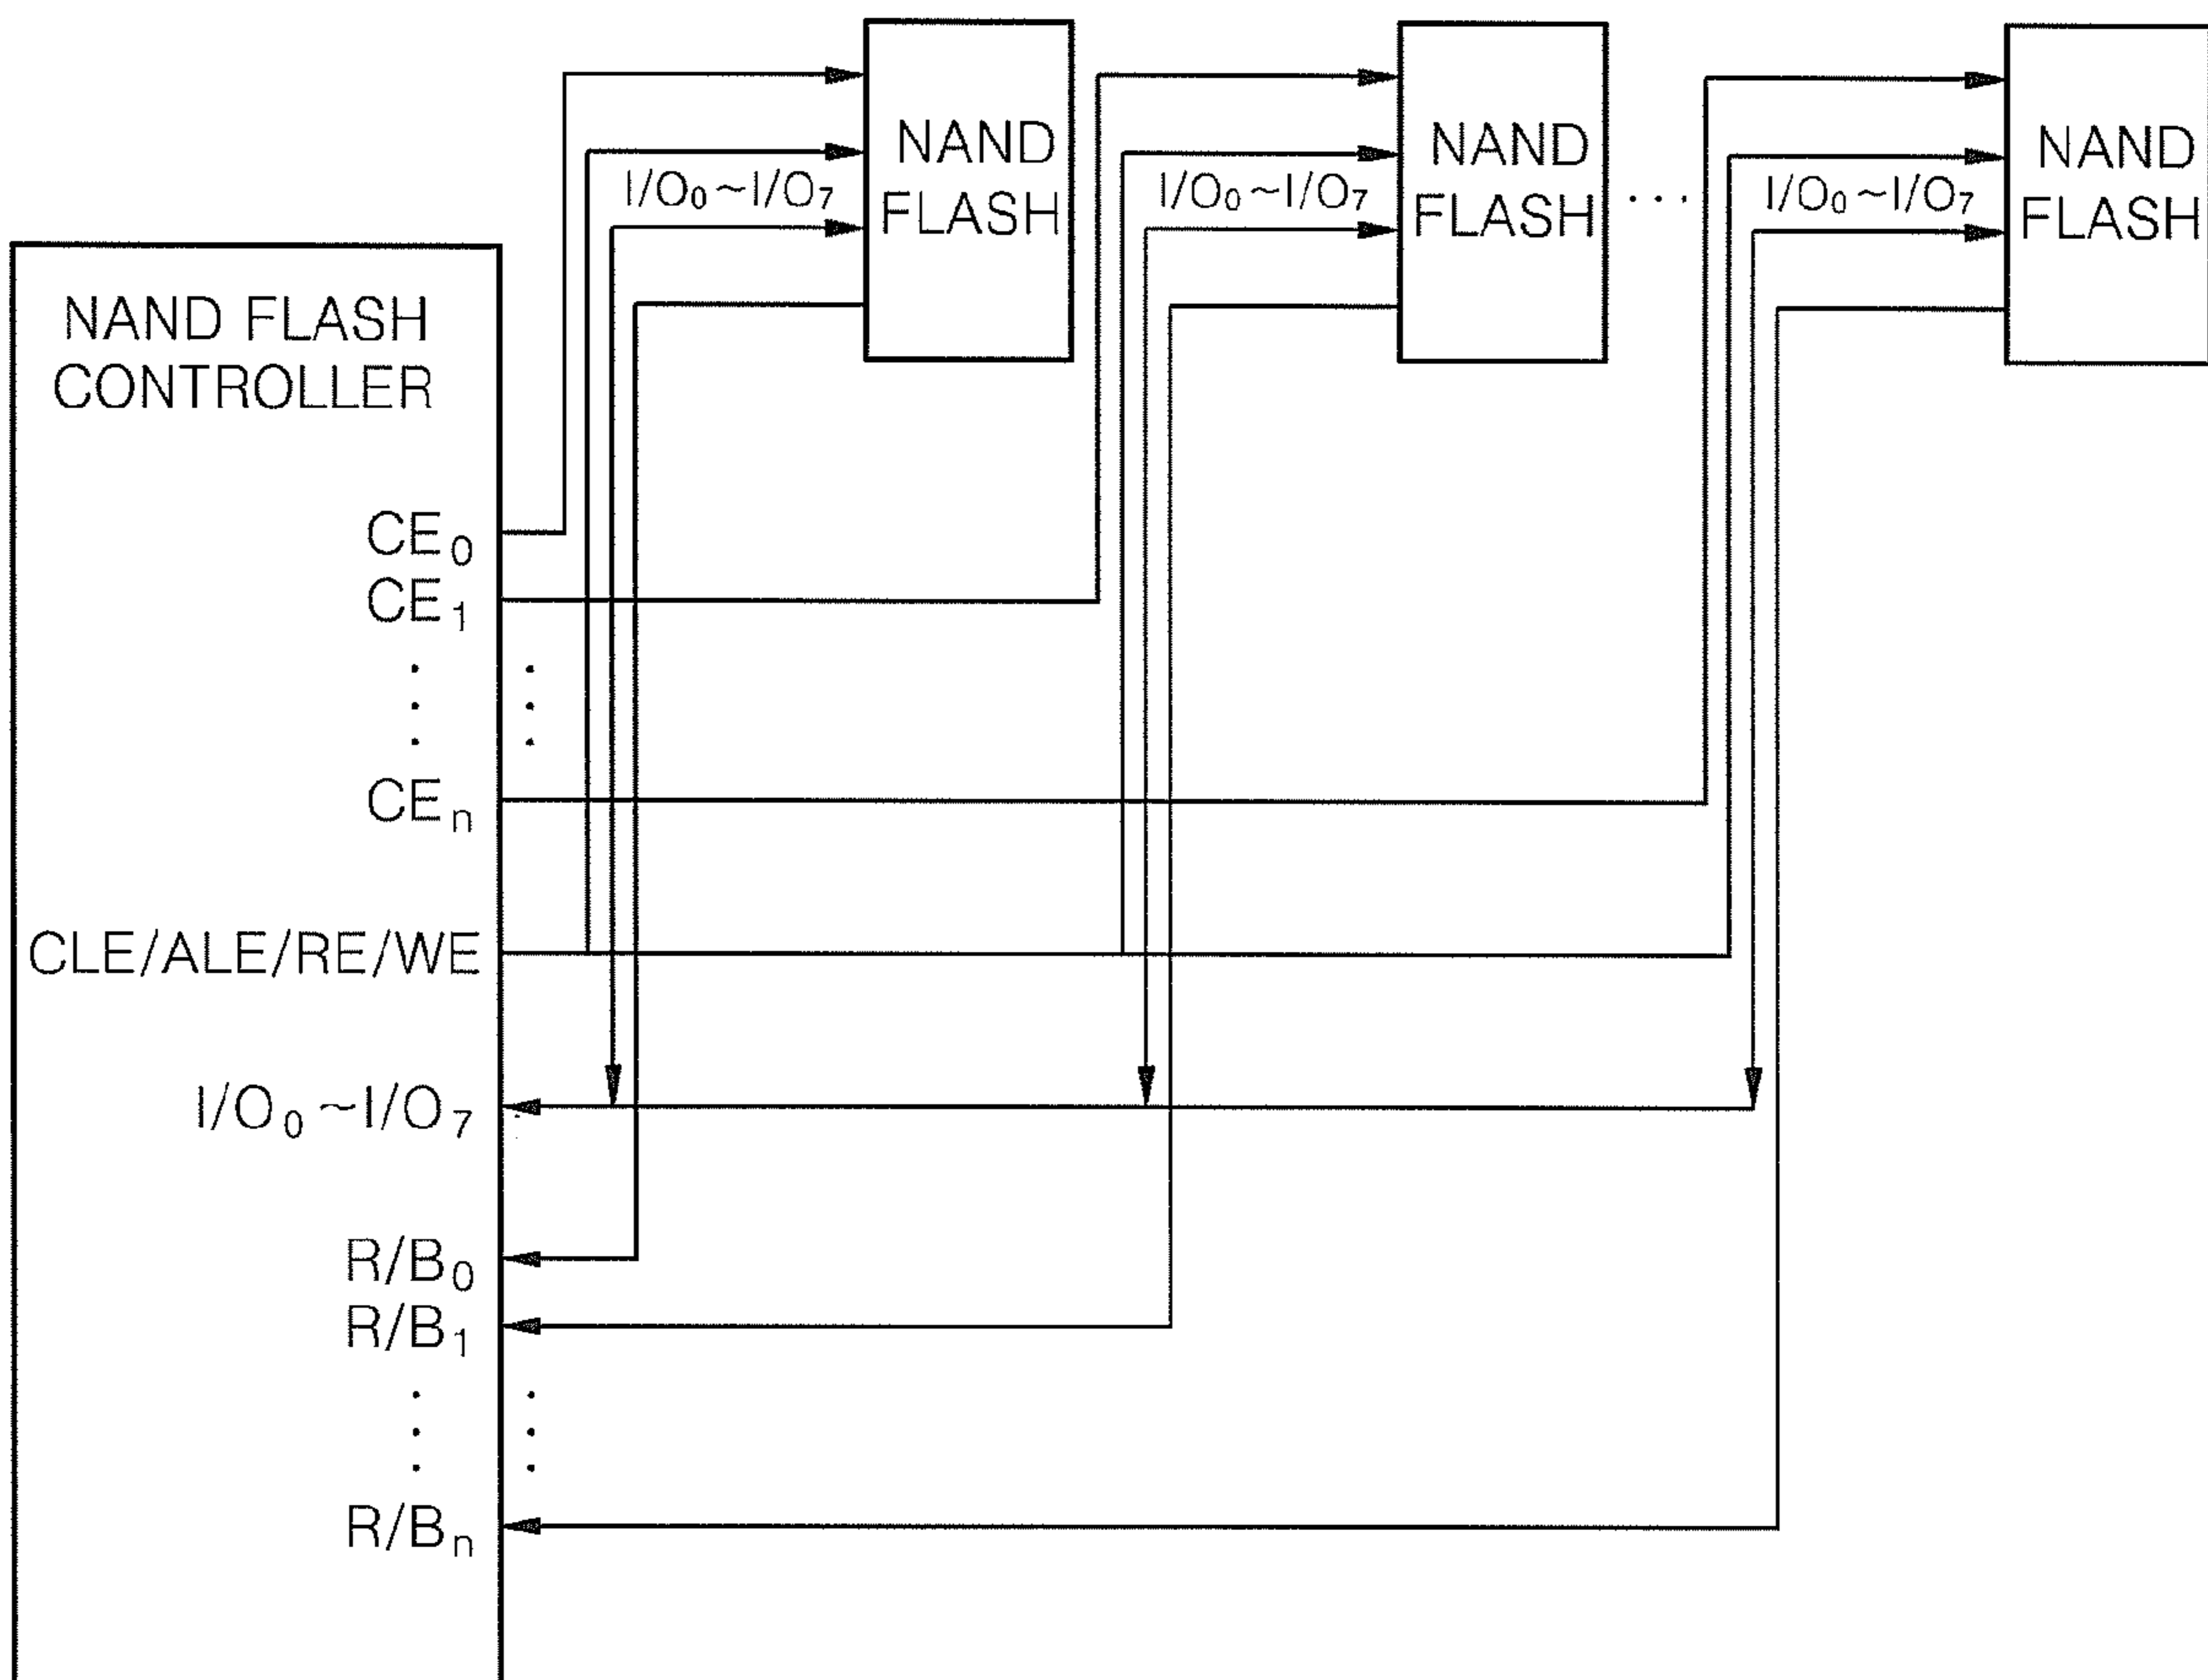 NAND
FLASH
NAND
FLASH
...
NAND
FLASH
I/O₀~I/O₇
I/O₀~I/O₇
I/O₀~I/O₇
NAND FLASH
CONTROLLER
CE₀
CE₁
CEₙ
CLE/ALE/RE/WE
I/O₀~I/O₇
R/B₀
R/B₁
R/Bₙ